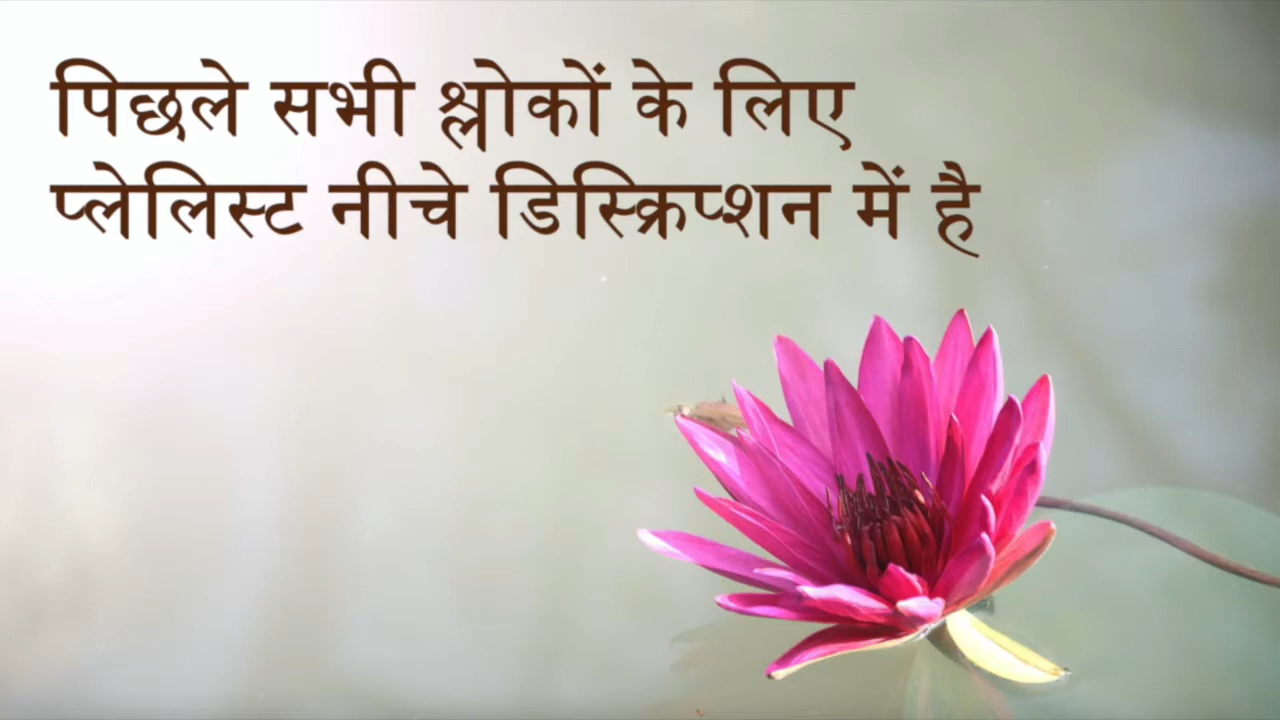 पिछले सभी श्लोकों के लिए
प्लेलिस्ट नीचे डिस्क्रिप्शन में है